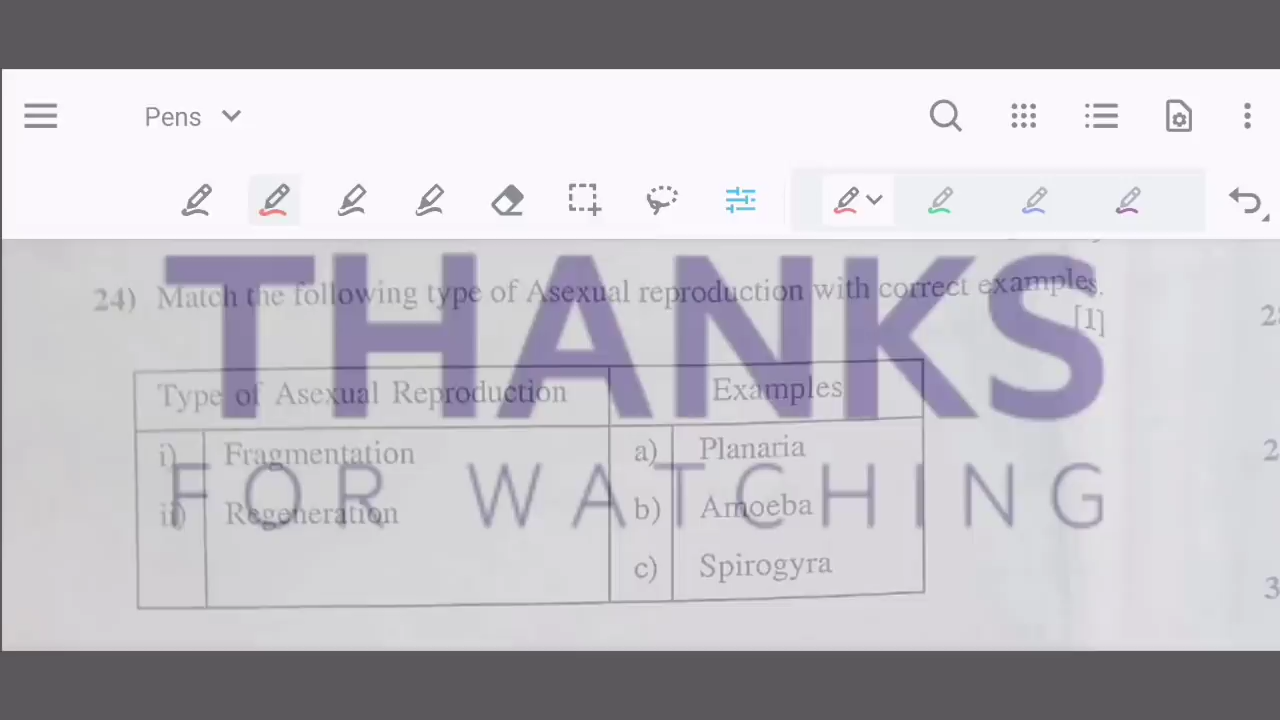 Pens
THANKS
FOR WATCHING
24) Match the following type of Asexual reproduction with correct examples.
[1]
Type of Asexual Reproduction Examples
i) Fragmentation a) Planaria
ii) Regeneration b) Amoeba
c) Spirogyra